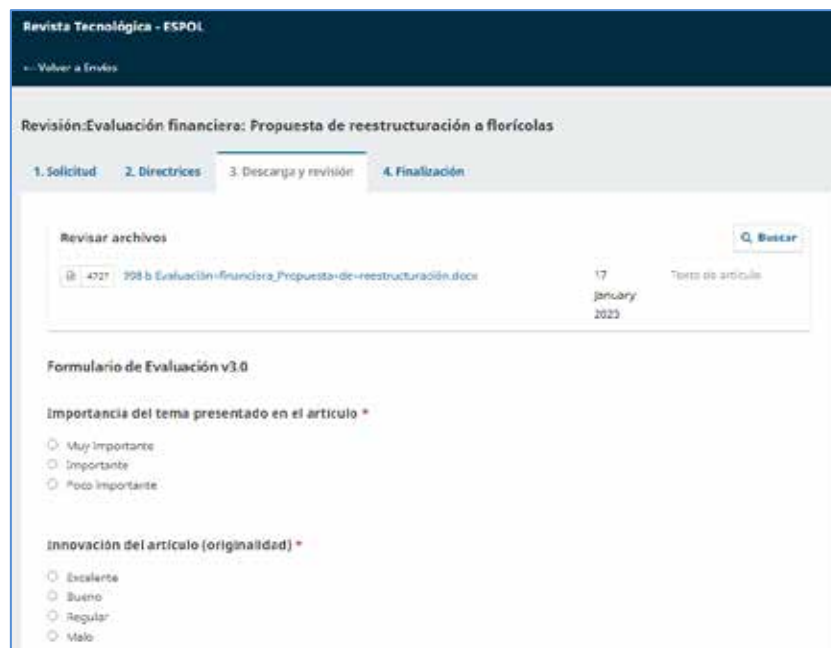 Revista Tecnológica - ESPOL
← Volver a Envíos
Revisión:Evaluación financiera: Propuesta de reestructuración a florícolas
1. Solicitud 2. Directrices 3. Descarga y revisión 4. Finalización
Revisar archivos Buscar
4727 998 b Evaluación-financiera_Propuesta-de-reestructuración.docx 17 Texto de artículo
January
2023
Formulario de Evaluación v3.0
Importancia del tema presentado en el artículo *
Muy Importante
Importante
Poco Importante
Innovación del artículo (originalidad) *
Excelente
Bueno
Regular
Malo